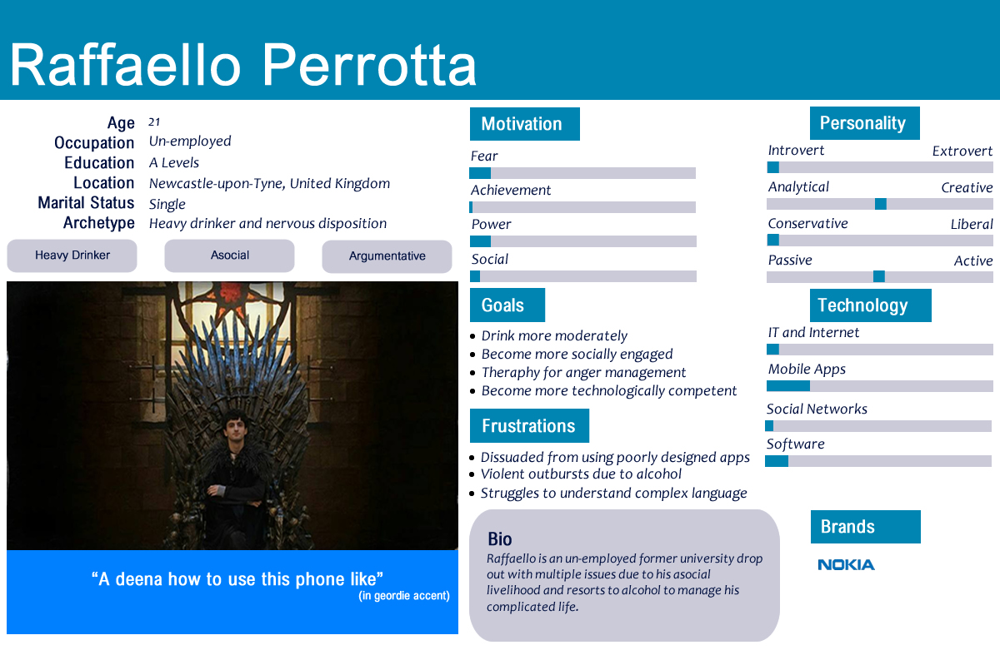 Raffaello Perrotta
Age 21
Occupation Un-employed
Education A Levels
Location Newcastle-upon-Tyne, United Kingdom
Marital Status Single
Archetype Heavy drinker and nervous disposition
Heavy Drinker
Asocial
Argumentative
“A deena how to use this phone like”
(in geordie accent)
Motivation
Fear
Achievement
Power
Social
Goals
• Drink more moderately
• Become more socially engaged
• Theraphy for anger management
• Become more technologically competent
Frustrations
• Dissuaded from using poorly designed apps
• Violent outbursts due to alcohol
• Struggles to understand complex language
Bio
Raffaello is an un-employed former university drop
out with multiple issues due to his asocial
livelihood and resorts to alcohol to manage his
complicated life.
Personality
Introvert Extrovert
Analytical Creative
Conservative Liberal
Passive Active
Technology
IT and Internet
Mobile Apps
Social Networks
Software
Brands
NOKIA